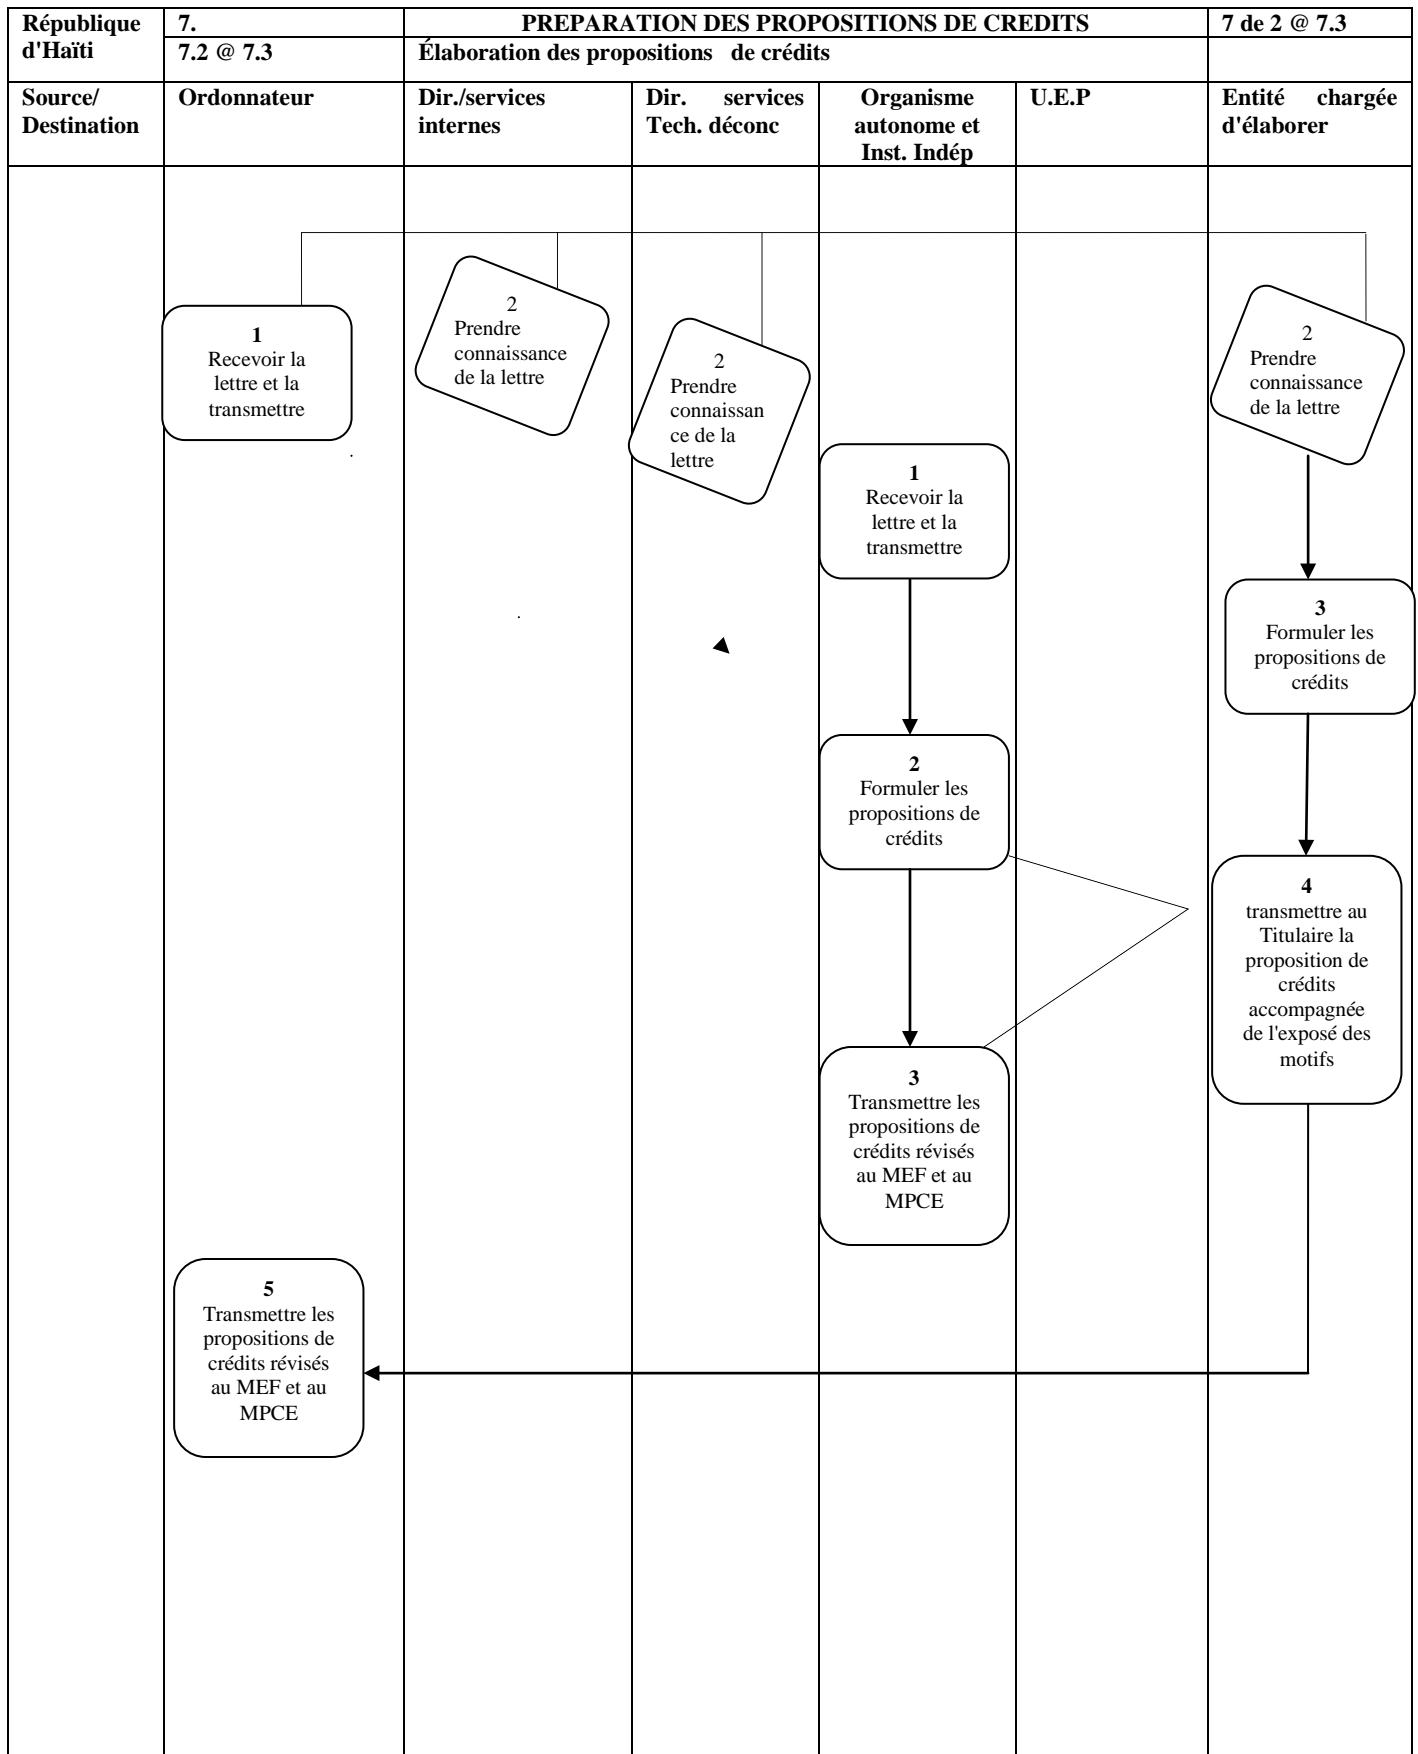 République d'Haïti
7.
PREPARATION DES PROPOSITIONS DE CREDITS
7 de 2 @ 7.3
7.2 @ 7.3
Élaboration des propositions de crédits
Source/
Destination
Ordonnateur
Dir./services
internes
Dir. services
Tech. déconc
Organisme
autonome et
Inst. Indép
U.E.P
Entité chargée
d'élaborer
1
Recevoir la
lettre et la
transmettre
2
Prendre
connaissance
de la lettre
2
Prendre
connaissan
ce de la
lettre
2
Prendre
connaissance
de la lettre
1
Recevoir la
lettre et la
transmettre
3
Formuler les
propositions de
crédits
2
Formuler les
propositions de
crédits
4
transmettre au
Titulaire la
proposition de
crédits
accompagnée
de l'exposé des
motifs
3
Transmettre les
propositions de
crédits révisés
au MEF et au
MPCE
5
Transmettre les
propositions de
crédits révisés
au MEF et au
MPCE